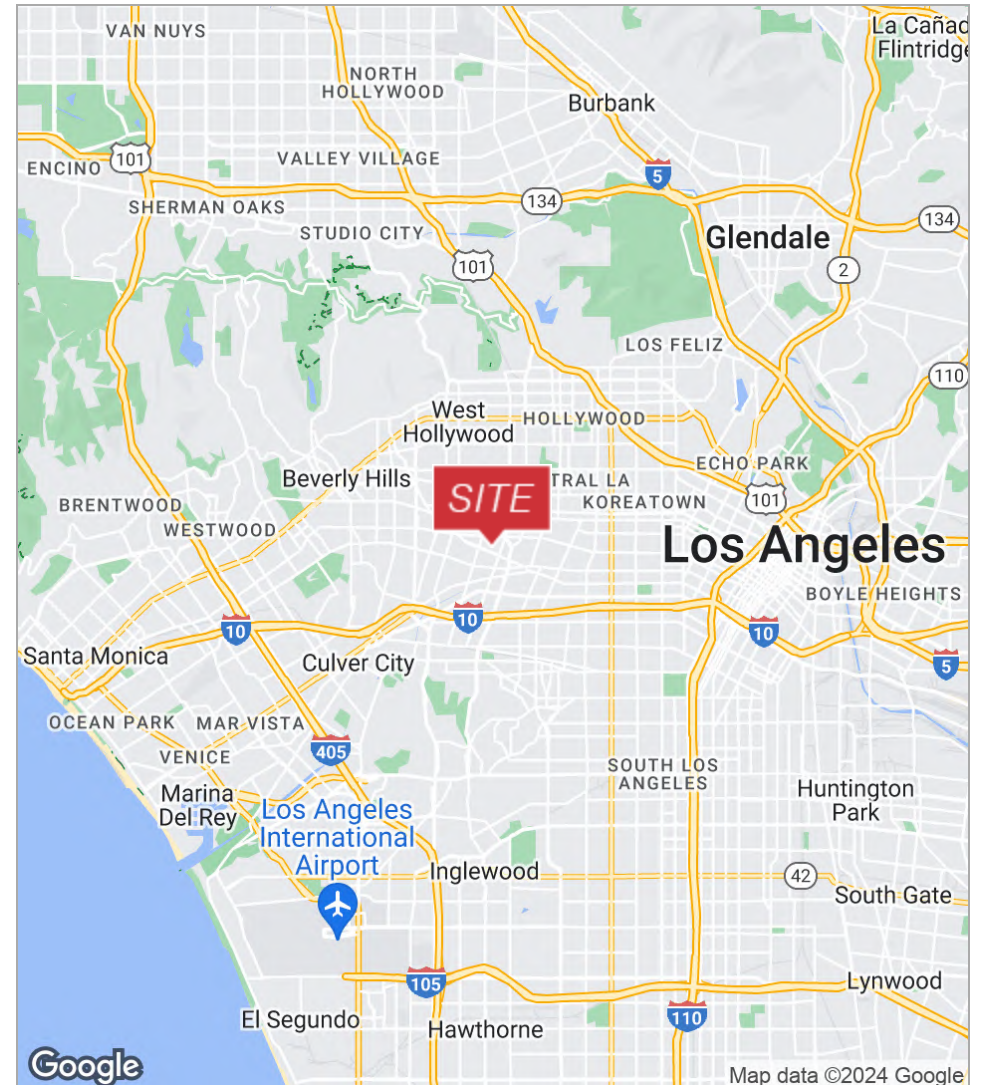 VAN NUYS
La Cañad
Flintridge
NORTH
HOLLYWOOD
Burbank
101
ENCINO
VALLEY VILLAGE
5
SHERMAN OAKS
134
134
STUDIO CITY
Glendale
101
2
LOS FELIZ
110
West
Hollywood
HOLLYWOOD
ECHO PARK
Beverly Hills
SITE
TRAL LA
KOREATOWN
101
BRENTWOOD
WESTWOOD
Los Angeles
BOYLE HEIGHTS
10
10
10
Santa Monica
Culver City
5
OCEAN PARK
MAR VISTA
405
VENICE
SOUTH LOS
ANGELES
Marina
Del Rey
Huntington
Park
Los Angeles
International
Airport
Inglewood
42
South Gate
105
Lynwood
El Segundo
Hawthorne
110
Google
Map data ©2024 Google